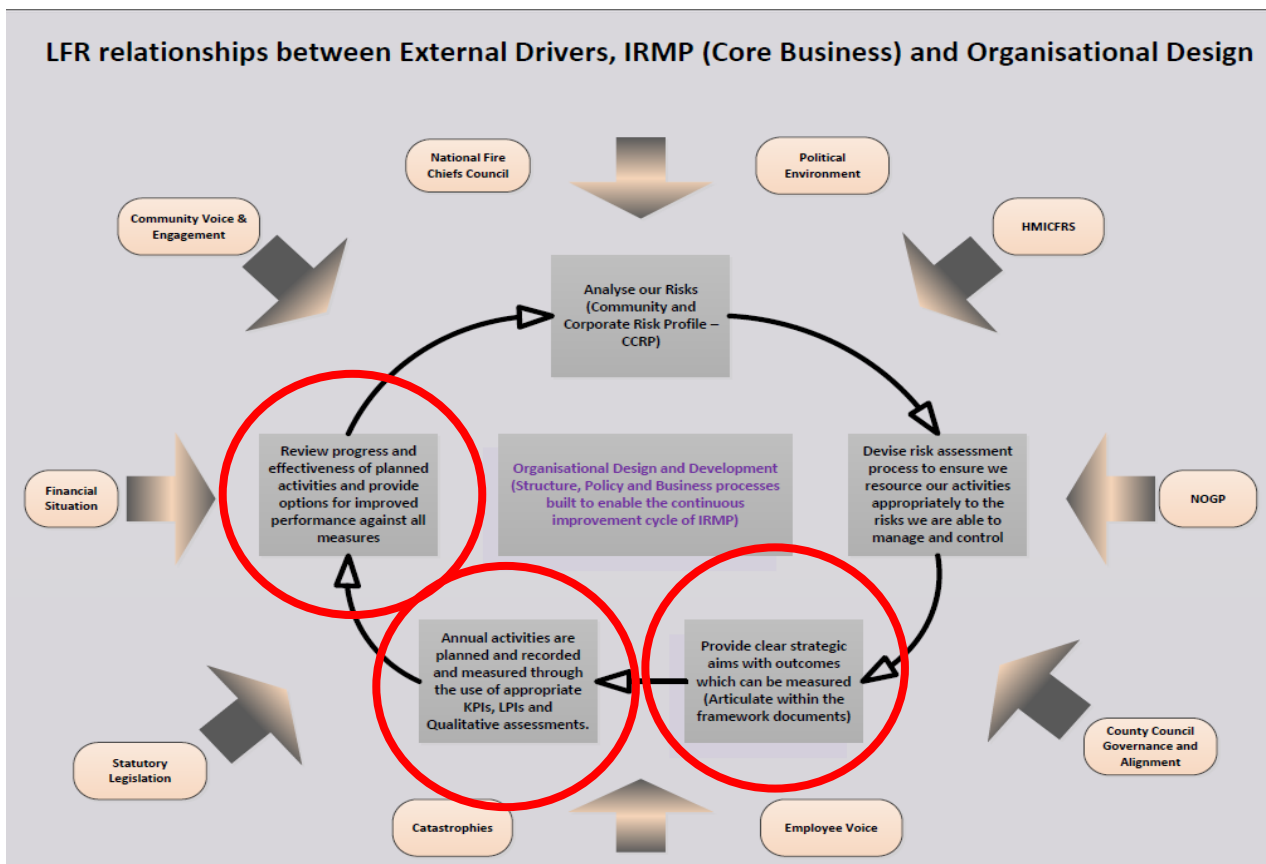 LFR relationships between External Drivers, IRMP (Core Business) and Organisational Design
National Fire
Chiefs Council
Political
Environment
Community Voice &
Engagement
HMICFRS
Analyse our Risks
(Community and
Corporate Risk Profile –
CCRP)
Review progress and
effectiveness of planned
activities and provide
options for improved
performance against all
measures
Organisational Design and Development
(Structure, Policy and Business processes
built to enable the continuous
improvement cycle of IRMP)
Devise risk assessment
process to ensure we
resource our activities
appropriately to the
risks we are able to
manage and control
Financial
Situation
NOGP
Annual activities are
planned and recorded
and measured through
the use of appropriate
KPIs, LPIs and
Qualitative assessments.
Provide clear strategic
aims with outcomes
which can be measured
(Articulate within the
framework documents)
Statutory
Legislation
County Council
Governance and
Alignment
Catastrophies
Employee Voice